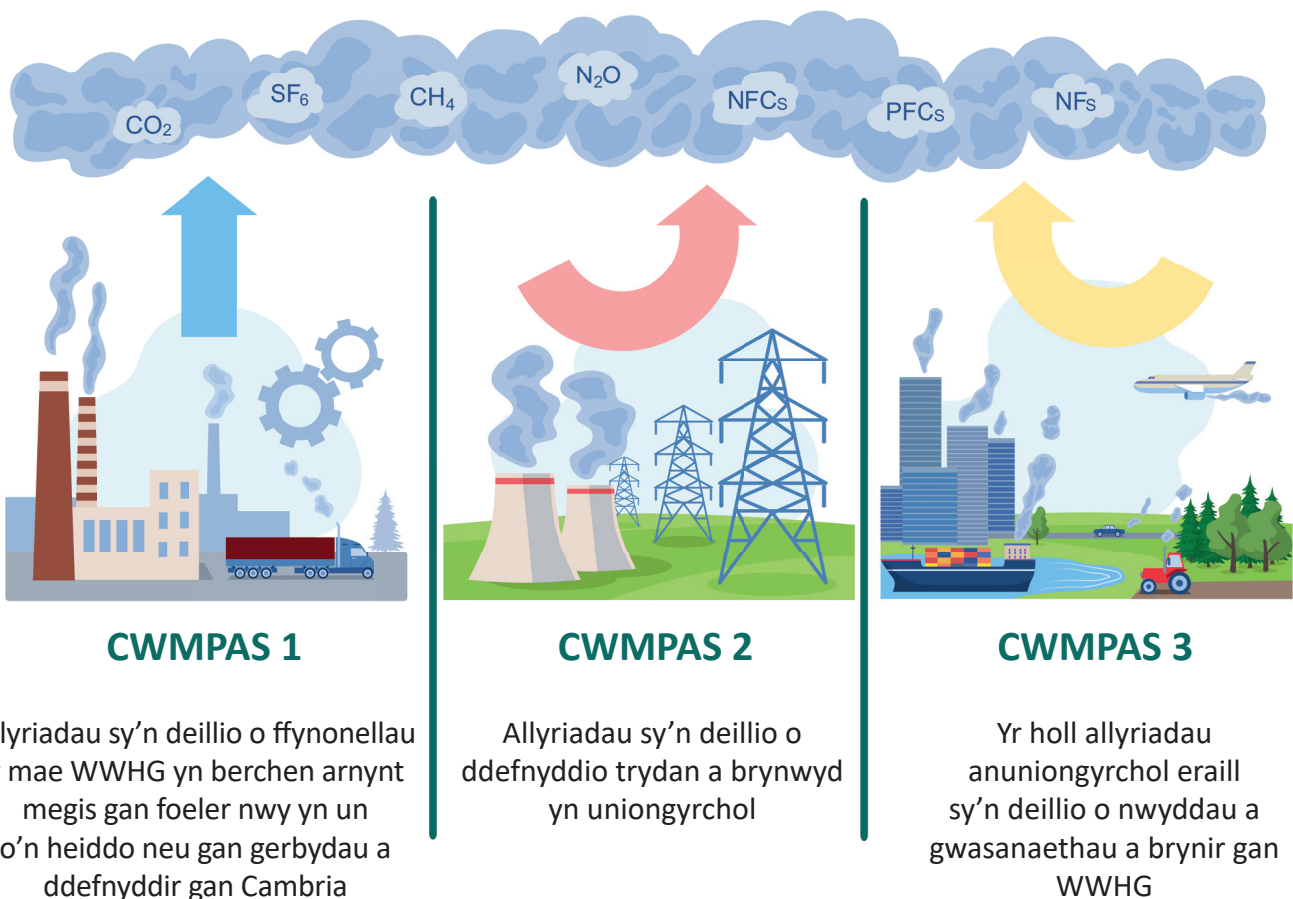 CO₂
SF₆
CH₄
N₂O
NFCs
PFCs
NFs
CWMPAS 1
lyriadau sy'n deillio o ffynonellau
mae WWHG yn berchen arnynt
megis gan foeler nwy yn un
o'n heiddo neu gan gerbydau a
ddefnyddir gan Cambria
CWMPAS 2
Allyriadau sy'n deillio o
ddefnyddio trydan a brynwyd
yn uniongyrchol
CWMPAS 3
Yr holl allyriadau
anuniongyrchol eraill
sy'n deillio o nwyddau a
gwasanaethau a brynir gan
WWHG